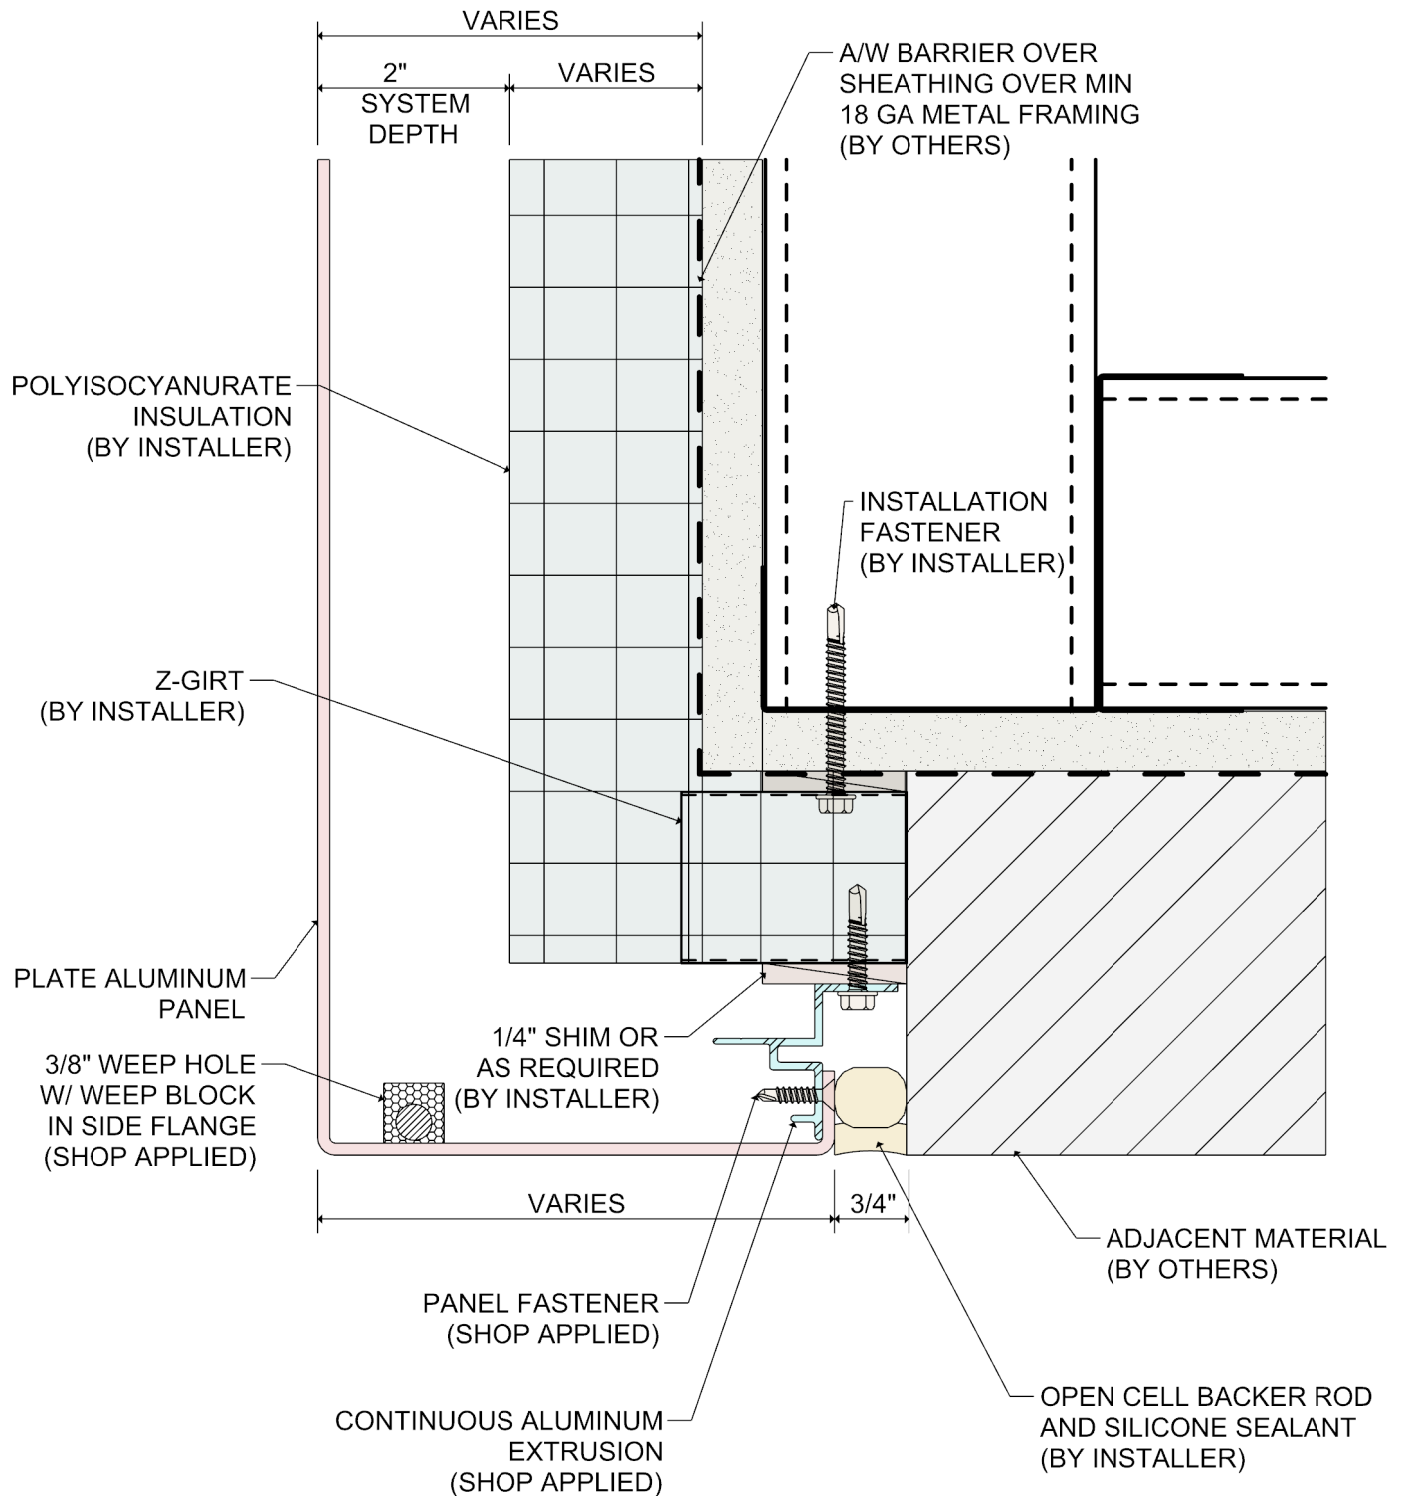 VARIES
2"
SYSTEM
DEPTH
VARIES
A/W BARRIER OVER
SHEATHING OVER MIN
18 GA METAL FRAMING
(BY OTHERS)
POLYISOCYANURATE
INSULATION
(BY INSTALLER)
INSTALLATION
FASTENER
(BY INSTALLER)
Z-GIRT
(BY INSTALLER)
PLATE ALUMINUM
PANEL
3/8" WEEP HOLE
W/ WEEP BLOCK
IN SIDE FLANGE
(SHOP APPLIED)
1/4" SHIM OR
AS REQUIRED
(BY INSTALLER)
VARIES
3/4"
ADJACENT MATERIAL
(BY OTHERS)
PANEL FASTENER
(SHOP APPLIED)
CONTINUOUS ALUMINUM
EXTRUSION
(SHOP APPLIED)
OPEN CELL BACKER ROD
AND SILICONE SEALANT
(BY INSTALLER)